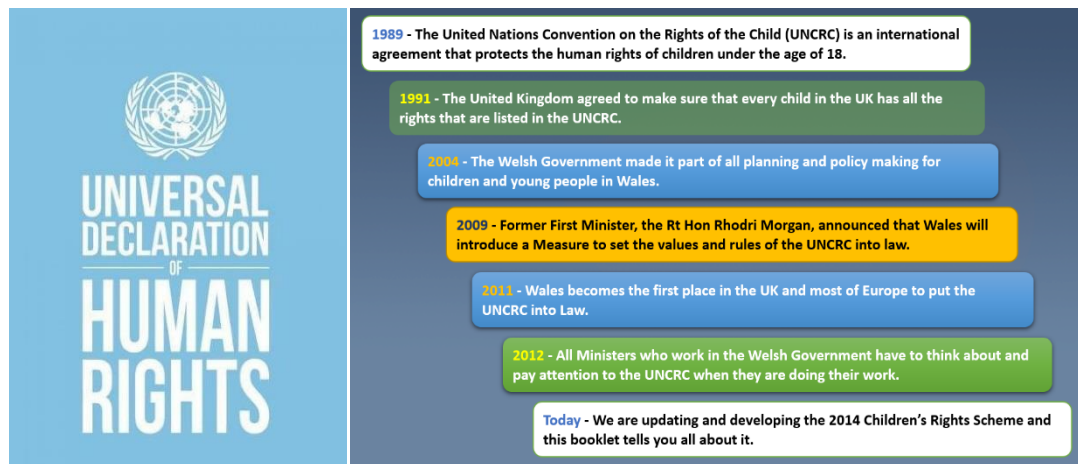 UNIVERSAL
DECLARATION
OF
HUMAN
RIGHTS
1989 - The United Nations Convention on the Rights of the Child (UNCRC) is an international
agreement that protects the human rights of children under the age of 18.
1991 - The United Kingdom agreed to make sure that every child in the UK has all the
rights that are listed in the UNCRC.
2004 - The Welsh Government made it part of all planning and policy making for
children and young people in Wales.
2009 - Former First Minister, the Rt Hon Rhodri Morgan, announced that Wales will
introduce a Measure to set the values and rules of the UNCRC into law.
2011 - Wales becomes the first place in the UK and most of Europe to put the
UNCRC into Law.
2012 - All Ministers who work in the Welsh Government have to think about and
pay attention to the UNCRC when they are doing their work.
Today - We are updating and developing the 2014 Children’s Rights Scheme and
this booklet tells you all about it.